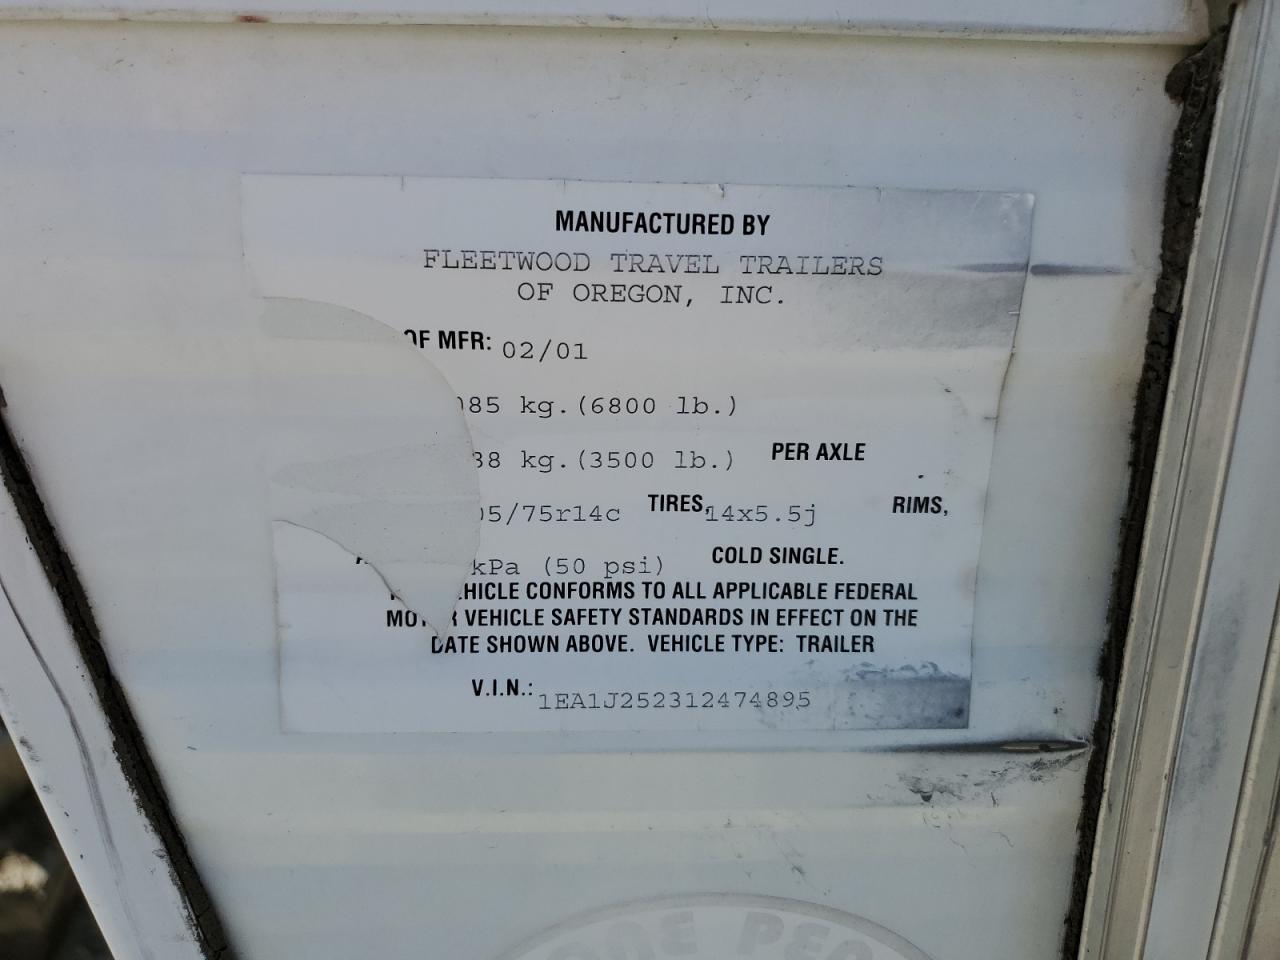 MANUFACTURED BY
FLEETWOOD TRAVEL TRAILERS
OF OREGON, INC.
OF MFR: 02/01
085 kg.(6800 lb.)
38 kg.(3500 lb.) PER AXLE
05/75r14c TIRES, 14x5.5j RIMS,
kPa (50 psi) COLD SINGLE.
VEHICLE CONFORMS TO ALL APPLICABLE FEDERAL
MOTOR VEHICLE SAFETY STANDARDS IN EFFECT ON THE
DATE SHOWN ABOVE. VEHICLE TYPE: TRAILER
V.I.N.: 1EA1J252312474895